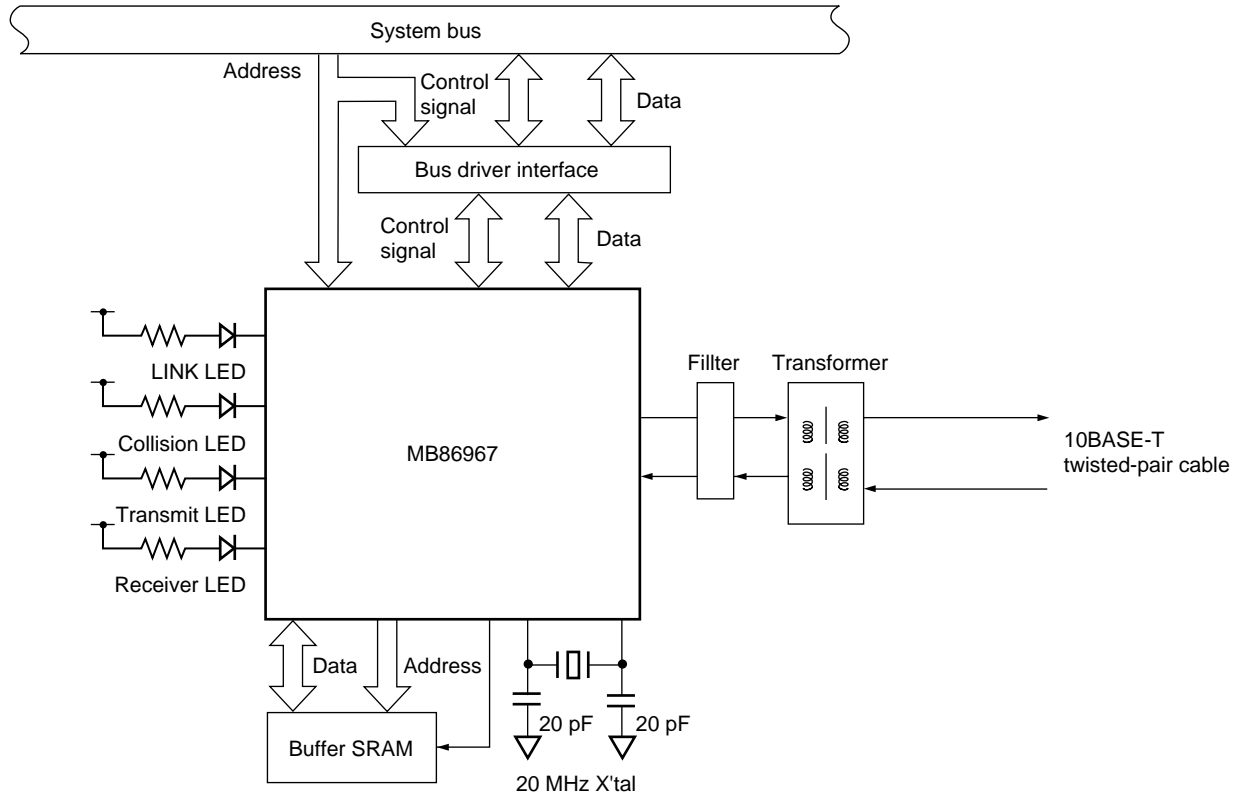 System bus
Address
Control
signal
Data
Bus driver interface
Control
signal
Data
LINK LED
Collision LED
Transmit LED
Receiver LED
MB86967
Fillter
Transformer
10BASE-T
twisted-pair cable
Data
Address
Buffer SRAM
20 pF
20 pF
20 MHz X'tal